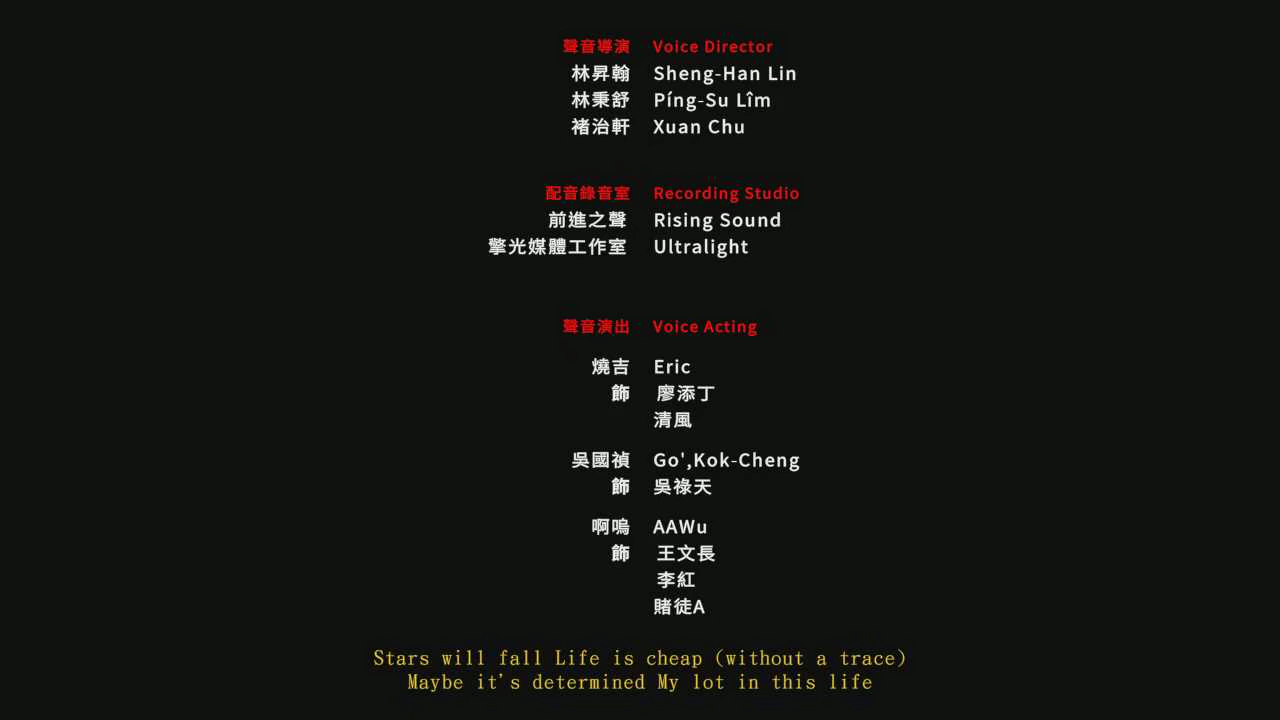 聲音導演 Voice Director
林昇翰 Sheng-Han Lin
林秉舒 Píng-Su Lîm
褚治軒 Xuan Chu
配音錄音室 Recording Studio
前進之聲 Rising Sound
擎光媒體工作室 Ultralight
聲音演出 Voice Acting
燒吉 Eric
飾 廖添丁
清風
吳國禎 Go',Kok-Cheng
飾 吳祿天
啊嗚 AAWu
飾 王文長
李紅
賭徒A
Stars will fall Life is cheap (without a trace)
Maybe it's determined My lot in this life